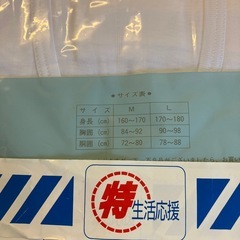 ★サイズ表★
サイズ M L
身長(cm) 160～170 170～180
胸囲(cm) 84～92 90～98
胴囲(cm) 72～80 78～88
特 生活応援